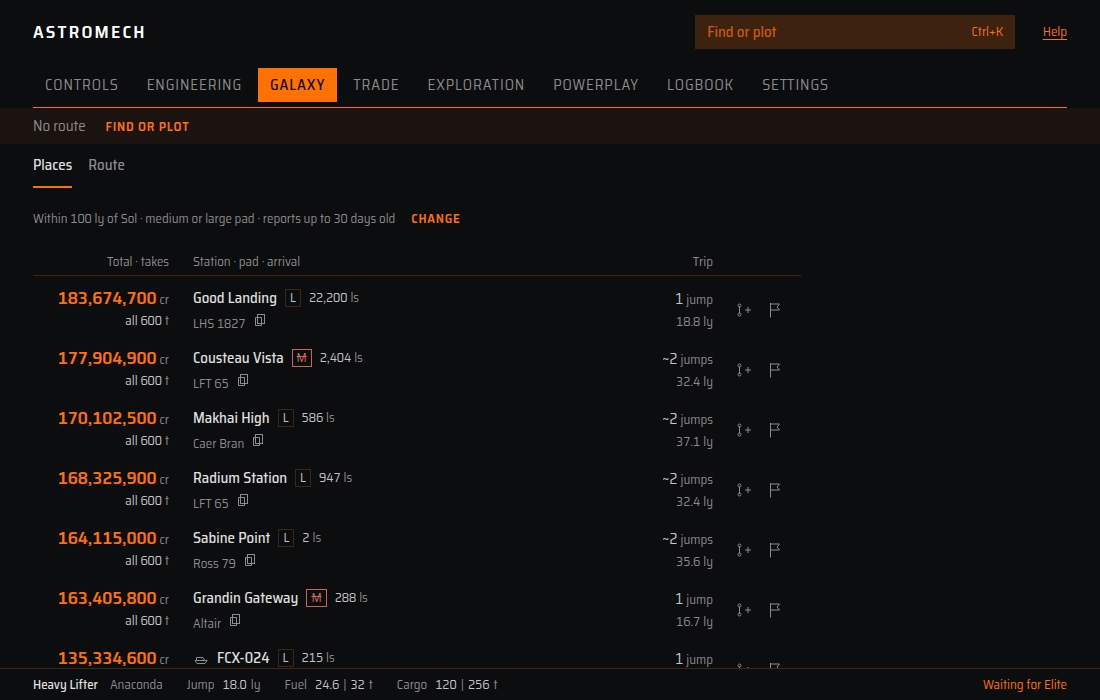 ASTROMECH
Find or plot Ctrl+K Help
CONTROLS ENGINEERING GALAXY TRADE EXPLORATION POWERPLAY LOGBOOK SETTINGS
No route FIND OR PLOT
Places Route
Within 100 ly of Sol · medium or large pad · reports up to 30 days old CHANGE
Total · takes Station · pad · arrival Trip
183,674,700 cr Good Landing L 22,200 ls 1 jump
all 600 t LHS 1827 18.8 ly
177,904,900 cr Cousteau Vista M 2,404 ls ~2 jumps
all 600 t LFT 65 32.4 ly
170,102,500 cr Makhai High L 586 ls ~2 jumps
all 600 t Caer Bran 37.1 ly
168,325,900 cr Radium Station L 947 ls ~2 jumps
all 600 t LFT 65 32.4 ly
164,115,000 cr Sabine Point L 2 ls ~2 jumps
all 600 t Ross 79 35.6 ly
163,405,800 cr Grandin Gateway M 288 ls 1 jump
all 600 t Altair 16.7 ly
135,334,600 cr FCX-024 L 215 ls 1 jump
Heavy Lifter Anaconda Jump 18.0 ly Fuel 24.6 | 32 t Cargo 120 | 256 t Waiting for Elite